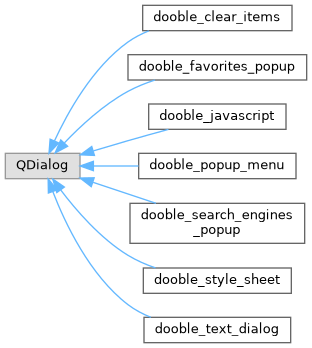 dooble_clear_items
dooble_favorites_popup
dooble_javascript
QDialog
dooble_popup_menu
dooble_search_engines
_popup
dooble_style_sheet
dooble_text_dialog